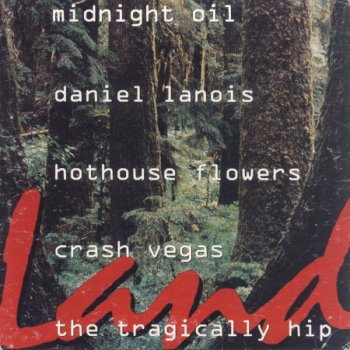 midnight oil
daniel lanois
hothouse flowers
crash vegas
Land
the tragically hip